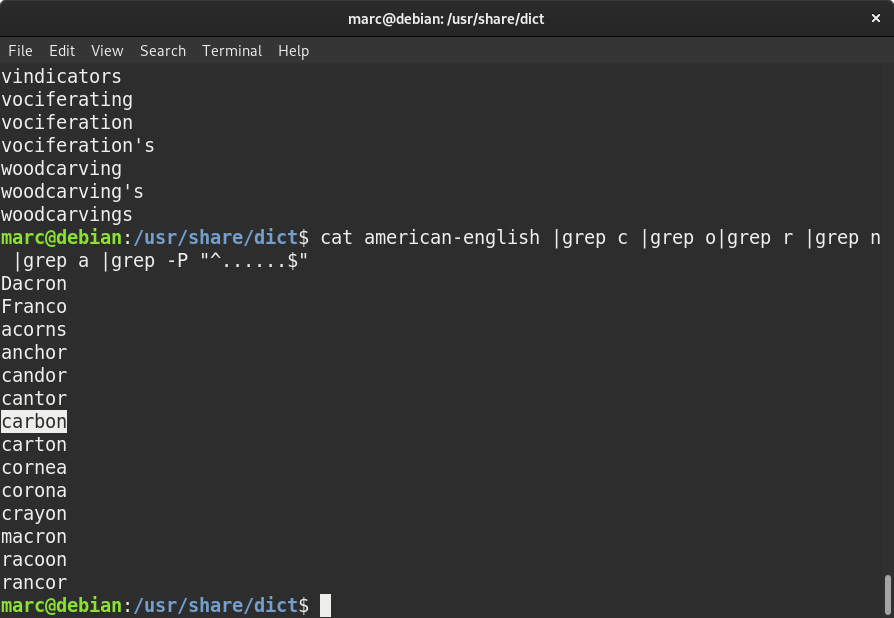 marc@debian: /usr/share/dict
×
File Edit View Search Terminal Help
vindicators
vociferating
vociferation
vociferation's
woodcarving
woodcarving's
woodcarvings
marc@debian:/usr/share/dict$ cat american-english |grep c |grep o|grep r |grep n
 |grep a |grep -P "^......$"
Dacron
Franco
acorns
anchor
candor
cantor
carbon
carton
cornea
corona
crayon
macron
racoon
rancor
marc@debian:/usr/share/dict$